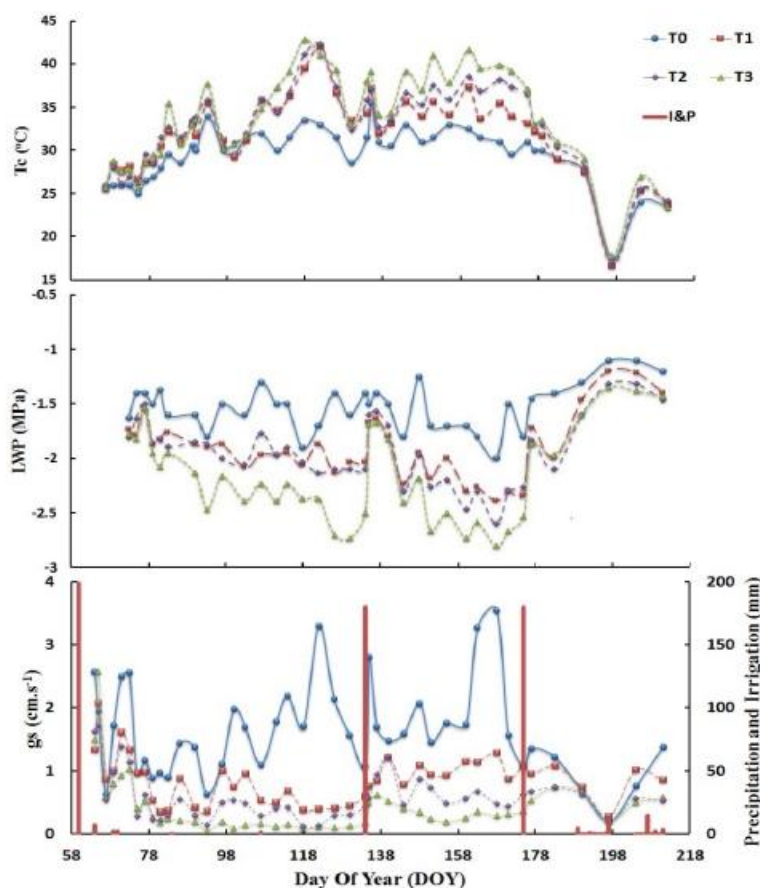 45
40
35
30
25
20
15
Tc (°C)
T0 T1
T2 T3
I&P
-0.5
-1
-1.5
-2
-2.5
-3
LWP (MPa)
4
3
2
1
0
gs (cm.s⁻¹)
200
150
100
50
0
Precipitation and Irrigation (mm)
58 78 98 118 138 158 178 198 218
Day Of Year (DOY)